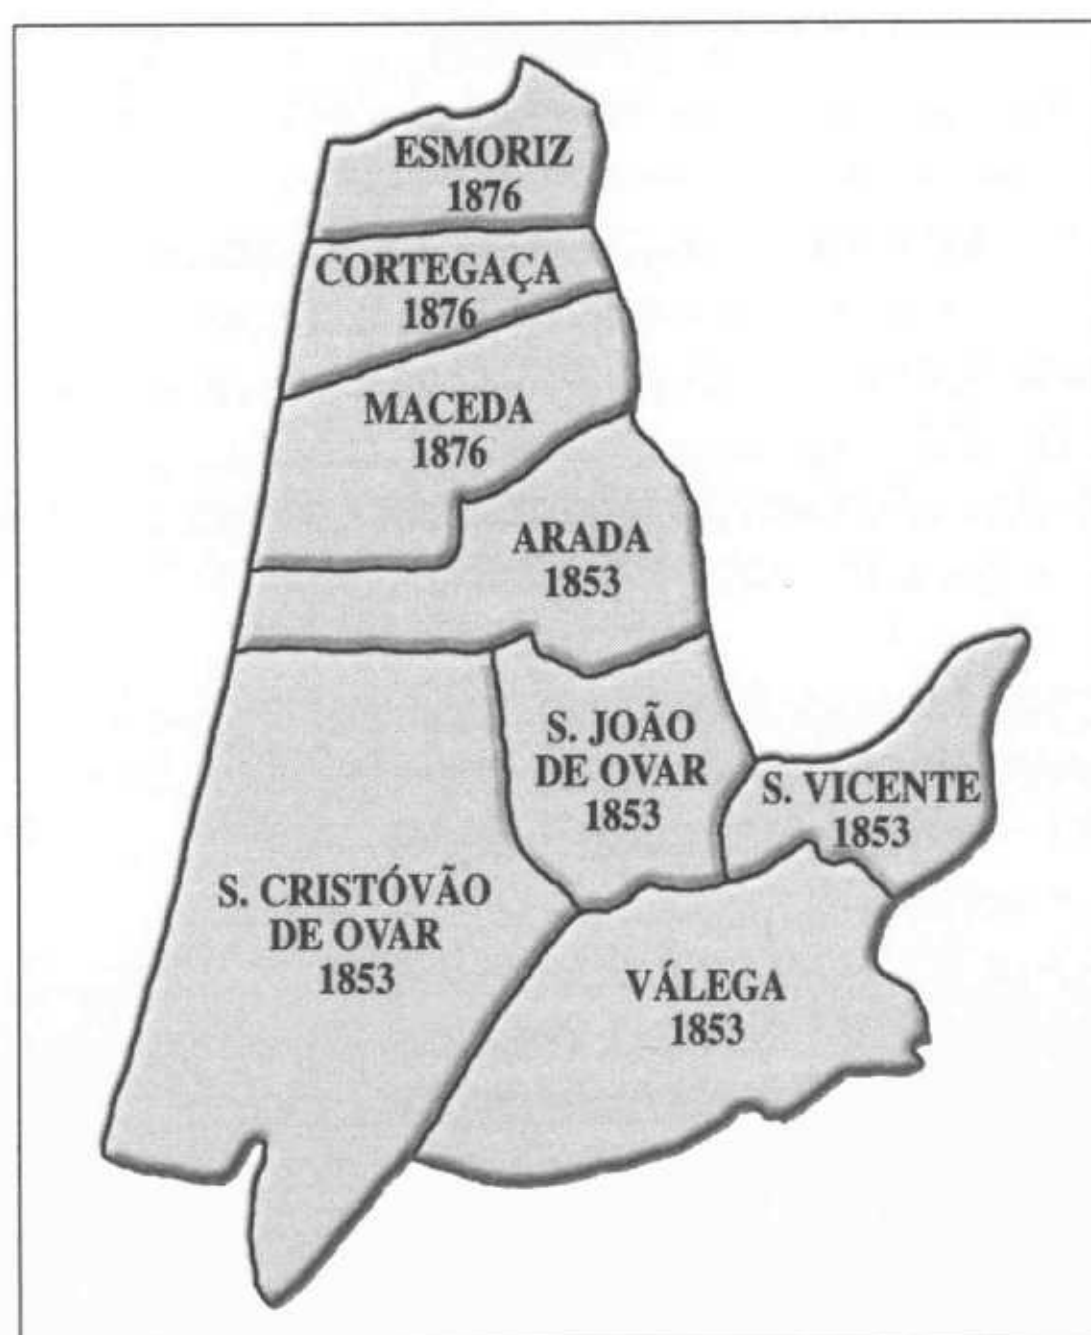 ESMORIZ
1876
CORTEGAÇA
1876
MACEDA
1876
ARADA
1853
S. JOÃO
DE OVAR
1853
S. VICENTE
1853
S. CRISTÓVÃO
DE OVAR
1853
VÁLEGA
1853